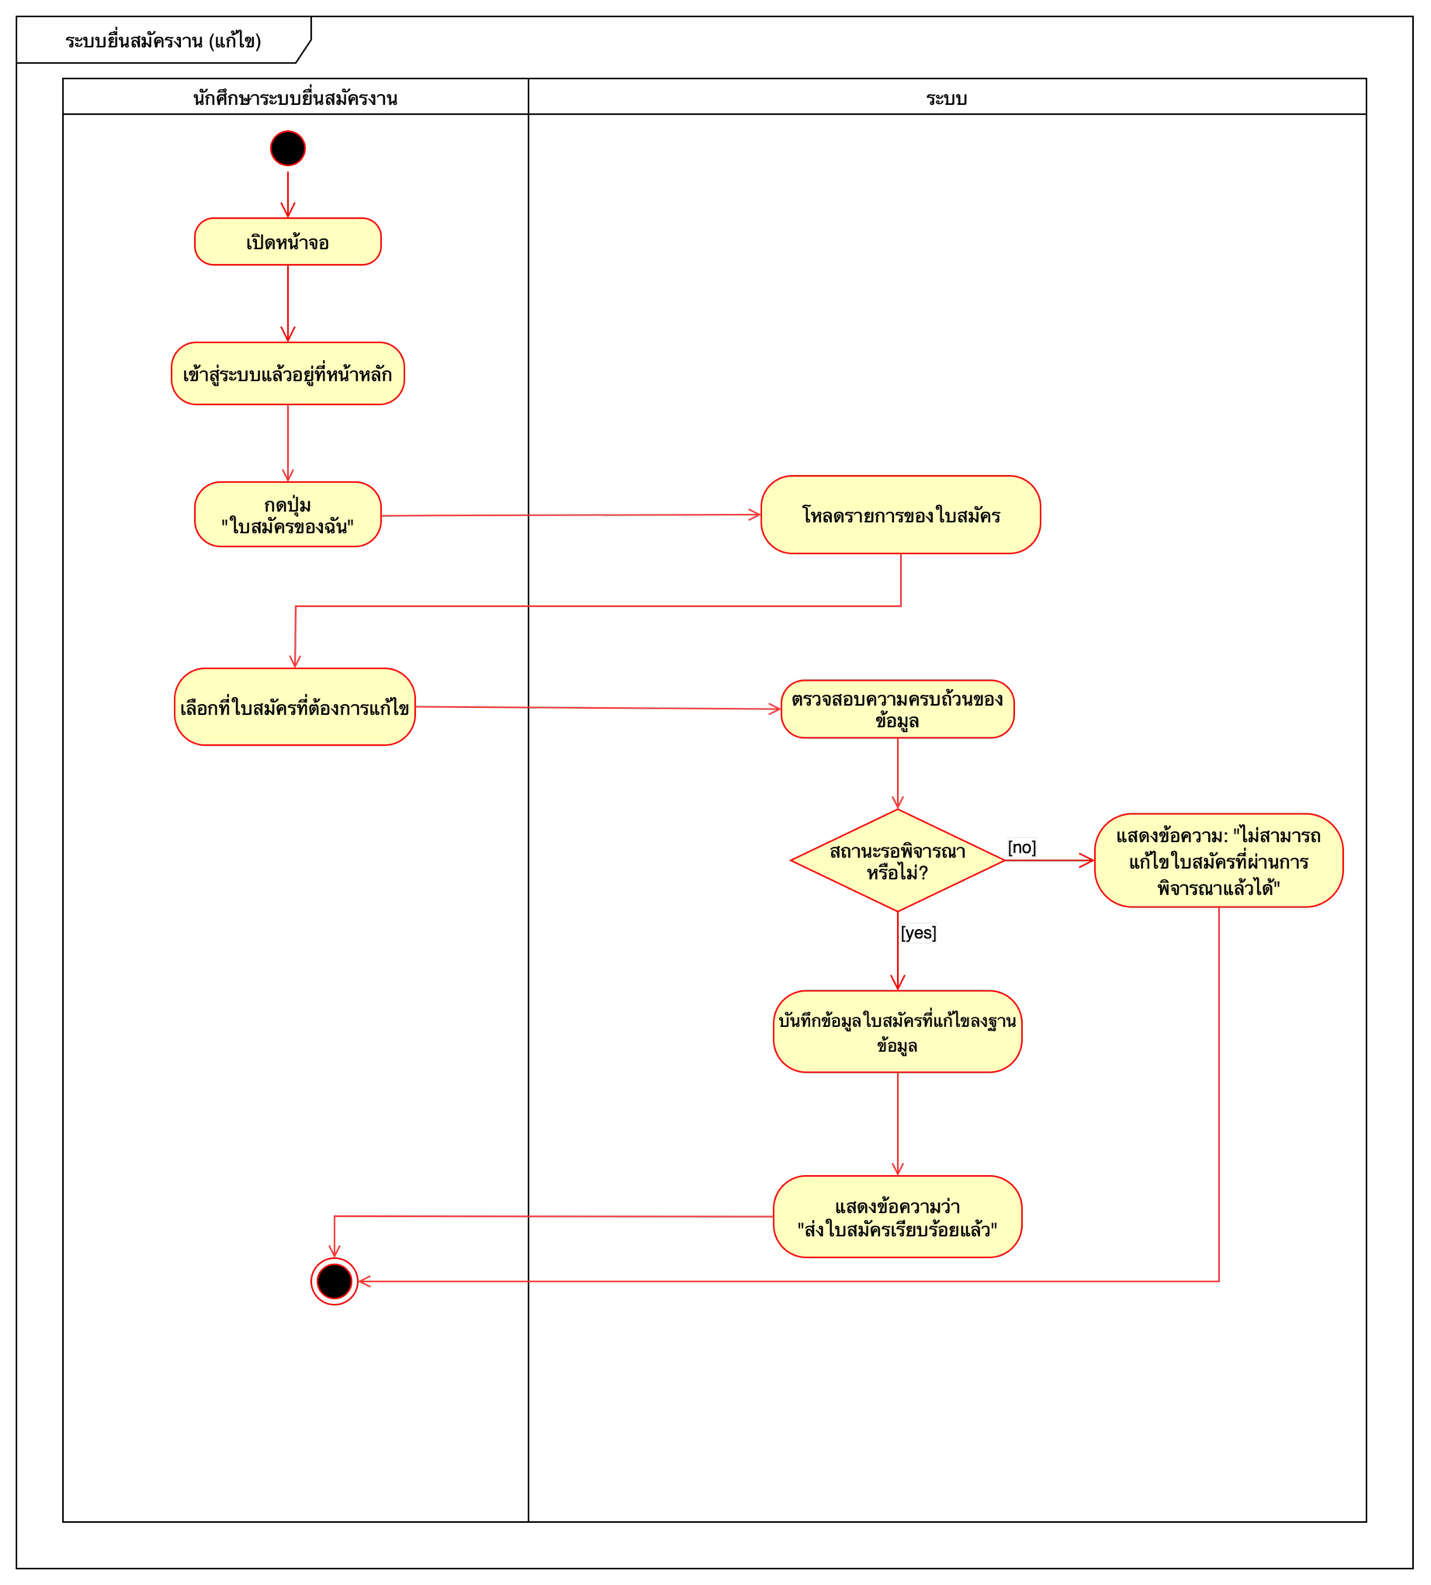 ระบบยื่นสมัครงาน (แก้ไข)
นักศึกษาระบบยื่นสมัครงาน
ระบบ
เปิดหน้าจอ
เข้าสู่ระบบแล้วอยู่ที่หน้าหลัก
กดปุ่ม
"ใบสมัครของฉัน"
โหลดรายการของใบสมัคร
เลือกที่ใบสมัครที่ต้องการแก้ไข
ตรวจสอบความครบถ้วนของ
ข้อมูล
สถานะรอพิจารณา
หรือไม่?
[no]
แสดงข้อความ: "ไม่สามารถ
แก้ไขใบสมัครที่ผ่านการ
พิจารณาแล้วได้"
[yes]
บันทึกข้อมูลใบสมัครที่แก้ไขลงฐาน
ข้อมูล
แสดงข้อความว่า
"ส่งใบสมัครเรียบร้อยแล้ว"